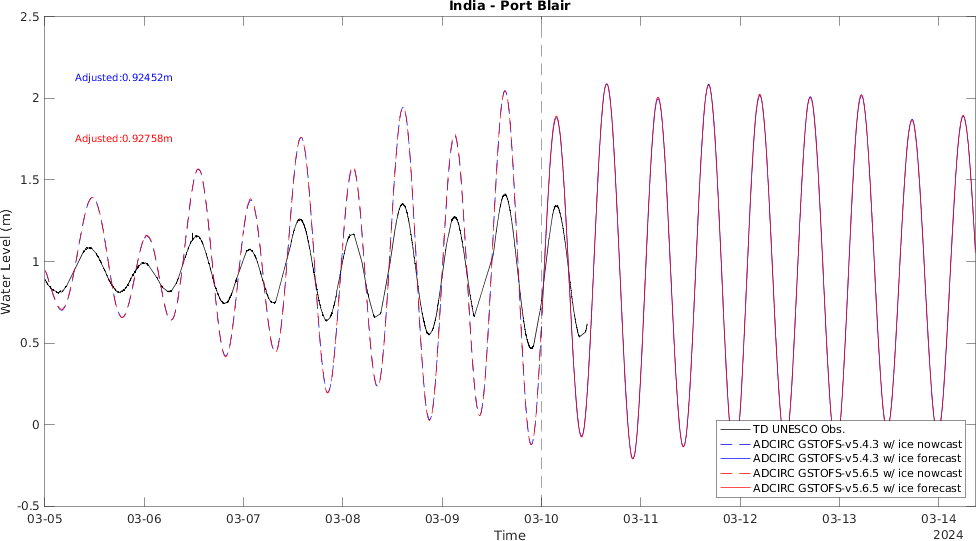 India - Port Blair
2.5
2
1.5
1
0.5
0
-0.5
Water Level (m)
Adjusted:0.92452m
Adjusted:0.92758m
TD UNESCO Obs.
ADCIRC GSTOFS-v5.4.3 w/ ice nowcast
ADCIRC GSTOFS-v5.4.3 w/ ice forecast
ADCIRC GSTOFS-v5.6.5 w/ ice nowcast
ADCIRC GSTOFS-v5.6.5 w/ ice forecast
03-05 03-06 03-07 03-08 03-09 03-10 03-11 03-12 03-13 03-14
Time
2024